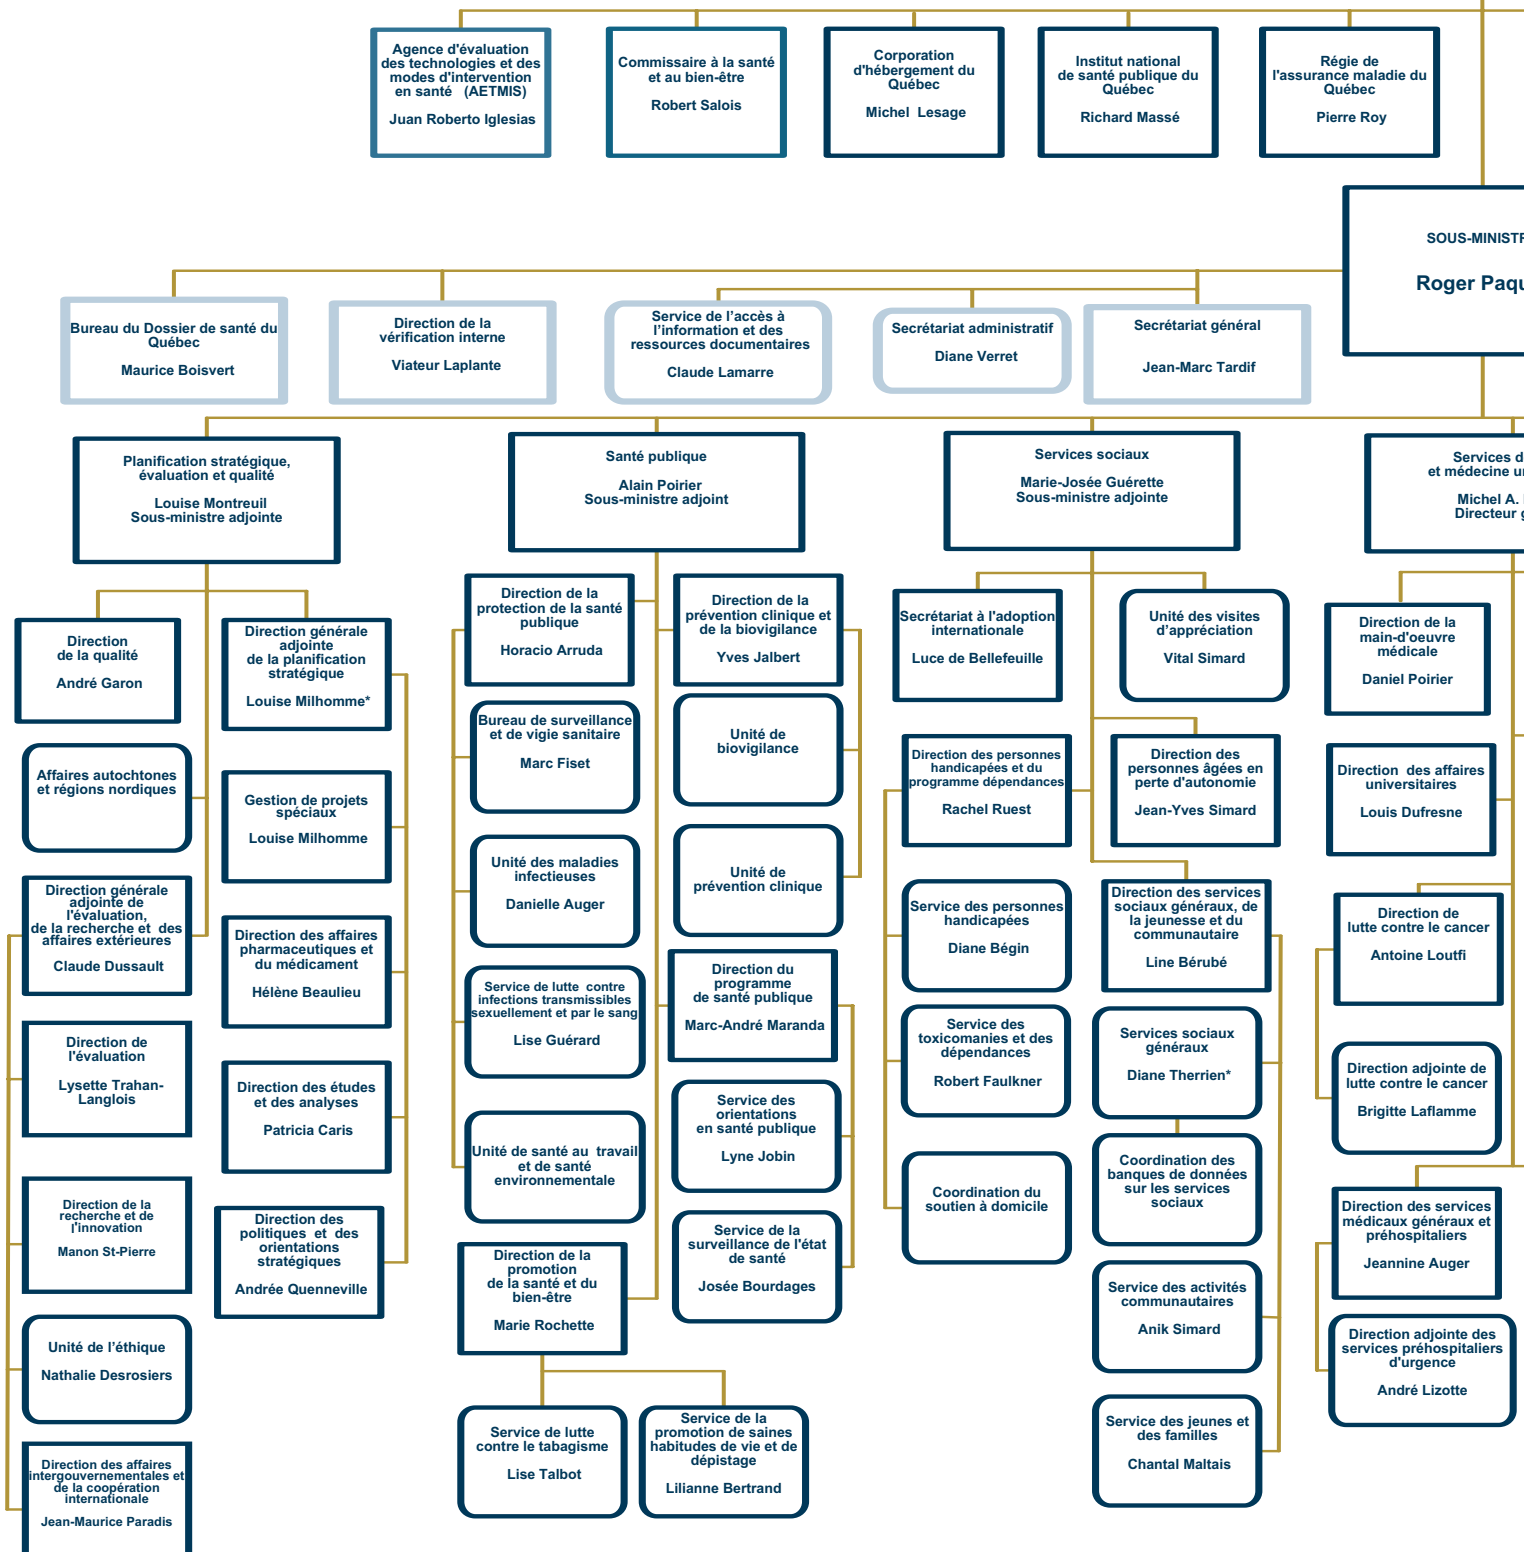 Agence d'évaluation
des technologies et des
modes d'intervention
en santé (AETMIS)
Juan Roberto Iglesias
Commissaire à la santé
et au bien-être
Robert Salois
Corporation
d'hébergement du
Québec
Michel Lesage
Institut national
de santé publique du
Québec
Richard Massé
Régie de
l'assurance maladie du
Québec
Pierre Roy
SOUS-MINISTR
Roger Paqu
Bureau du Dossier de santé du
Québec
Maurice Boisvert
Direction de la
vérification interne
Viateur Laplante
Service de l'accès à
l'information et des
ressources documentaires
Claude Lamarre
Secrétariat administratif
Diane Verret
Secrétariat général
Jean-Marc Tardif
Planification stratégique,
évaluation et qualité
Louise Montreuil
Sous-ministre adjointe
Santé publique
Alain Poirier
Sous-ministre adjoint
Services sociaux
Marie-Josée Guérette
Sous-ministre adjointe
Services d
et médecine u
Michel A.
Directeur g
Direction
de la qualité
André Garon
Direction générale
adjointe
de la planification
stratégique
Louise Milhomme*
Affaires autochtones
et régions nordiques
Gestion de projets
spéciaux
Louise Milhomme
Direction générale
adjointe de
l'évaluation,
de la recherche et des
affaires extérieures
Claude Dussault
Direction des affaires
pharmaceutiques et
du médicament
Hélène Beaulieu
Direction de
l'évaluation
Lysette Trahan-
Langlois
Direction des études
et des analyses
Patricia Caris
Direction de la
recherche et de
l'innovation
Manon St-Pierre
Direction des
politiques et des
orientations
stratégiques
Andrée Quenneville
Unité de l'éthique
Nathalie Desrosiers
Direction des affaires
intergouvernementales et
de la coopération
internationale
Jean-Maurice Paradis
Direction de la
protection de la santé
publique
Horacio Arruda
Direction de la
prévention clinique et
de la biovigilance
Yves Jalbert
Bureau de surveillance
et de vigie sanitaire
Marc Fiset
Unité de
biovigilance
Unité des maladies
infectieuses
Danielle Auger
Unité de
prévention clinique
Service de lutte contre
infections transmissibles
sexuellement et par le sang
Lise Guérard
Direction du
programme
de santé publique
Marc-André Maranda
Unité de santé au travail
et de santé
environnementale
Service des
orientations
en santé publique
Lyne Jobin
Direction de la
promotion
de la santé et du
bien-être
Marie Rochette
Service de la
surveillance de l'état
de santé
Josée Bourdages
Service de lutte
contre le tabagisme
Lise Talbot
Service de la
promotion de saines
habitudes de vie et de
dépistage
Lilianne Bertrand
Secrétariat à l'adoption
internationale
Luce de Bellefeuille
Unité des visites
d'appréciation
Vital Simard
Direction des personnes
handicapées et du
programme dépendances
Rachel Ruest
Direction des
personnes âgées en
perte d'autonomie
Jean-Yves Simard
Service des personnes
handicapées
Diane Bégin
Direction des services
sociaux généraux, de
la jeunesse et du
communautaire
Line Bérubé
Service des
toxicomanies et des
dépendances
Robert Faulkner
Services sociaux
généraux
Diane Therrien*
Coordination du
soutien à domicile
Coordination des
banques de données
sur les services
sociaux
Service des activités
communautaires
Anik Simard
Service des jeunes et
des familles
Chantal Maltais
Direction de la
main-d'oeuvre
médicale
Daniel Poirier
Direction des affaires
universitaires
Louis Dufresne
Direction de
lutte contre le cancer
Antoine Loutfi
Direction adjointe de
lutte contre le cancer
Brigitte Laflamme
Direction des services
médicaux généraux et
préhospitaliers
Jeannine Auger
Direction adjointe des
services préhospitaliers
d'urgence
André Lizotte